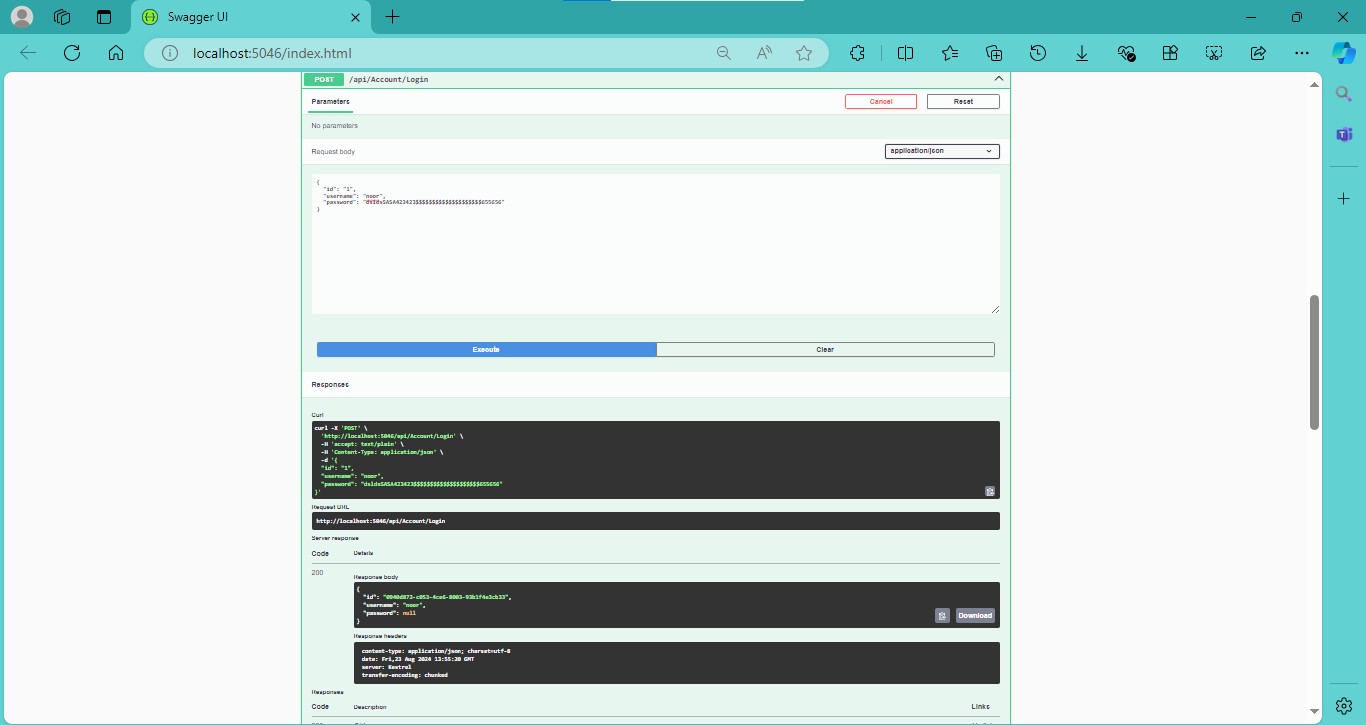 Swagger UI
localhost:5046/index.html
POST /api/Account/Login
Parameters
Cancel
Reset
No parameters
Request body
application/json
{
"id": "1",
"username": "noor",
"password": "dsldsSASA423423$$$$$$$$$$$$$$$$$$$$655656"
}
Execute
Clear
Responses
Curl
curl -X 'POST' \
'http://localhost:5046/api/Account/Login' \
-H 'accept: text/plain' \
-H 'Content-Type: application/json' \
-d '{
"id": "1",
"username": "noor",
"password": "dsldsSASA423423$$$$$$$$$$$$$$$$$$$$655656"
}'
Request URL
http://localhost:5046/api/Account/Login
Server response
Code Details
200
Response body
{
"id": "0940d873-c053-4ce6-8003-93b1f4e3cb33",
"username": "noor",
"password": null
}
Download
Response headers
content-type: application/json; charset=utf-8
date: Fri,23 Aug 2024 13:55:20 GMT
server: Kestrel
transfer-encoding: chunked
Responses
Code Description Links